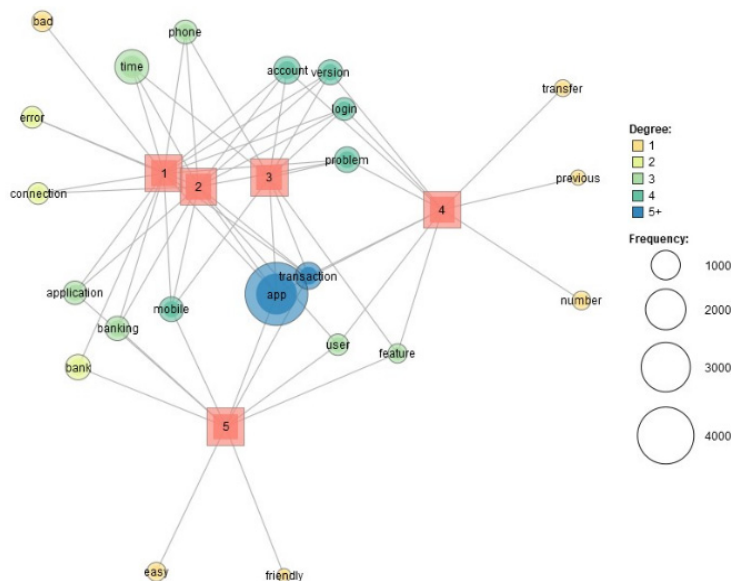 bad
phone
time
account
version
transfer
error
login
problem
1
2
3
4
previous
connection
transaction
app
number
application
banking
mobile
user
feature
bank
5
easy
friendly
Degree:
1
2
3
4
5+
Frequency:
1000
2000
3000
4000